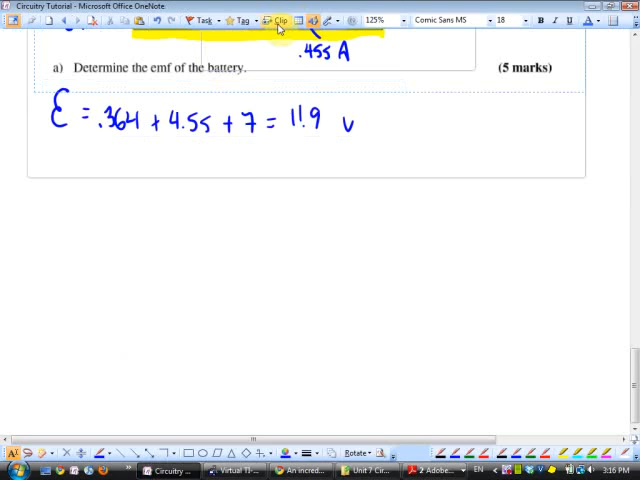 Circuitry Tutorial - Microsoft Office OneNote
Task Tag Clip 125% Comic Sans MS 18
.455 A
a) Determine the emf of the battery. (5 marks)
ℰ = .364 + 4.55 + 7 = 11.9 v
Rotate
Circuitry ... Virtual TI-... An incred... Unit 7 Circ... 2 Adobe... EN 3:16 PM